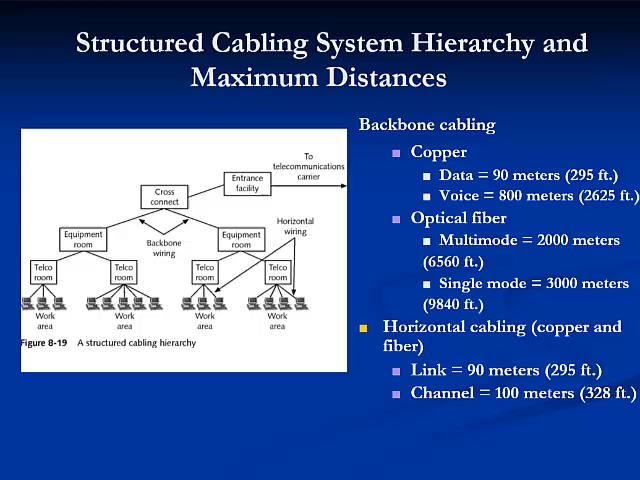 Structured Cabling System Hierarchy and
Maximum Distances
To
telecommunications
carrier
Entrance
facility
Cross
connect
Horizontal
wiring
Equipment
room
Backbone
wiring
Equipment
room
Telco
room
Telco
room
Telco
room
Telco
room
Work
area
Work
area
Work
area
Work
area
Figure 8-19 A structured cabling hierarchy
Backbone cabling
Copper
Data = 90 meters (295 ft.)
Voice = 800 meters (2625 ft.)
Optical fiber
Multimode = 2000 meters
(6560 ft.)
Single mode = 3000 meters
(9840 ft.)
Horizontal cabling (copper and
fiber)
Link = 90 meters (295 ft.)
Channel = 100 meters (328 ft.)